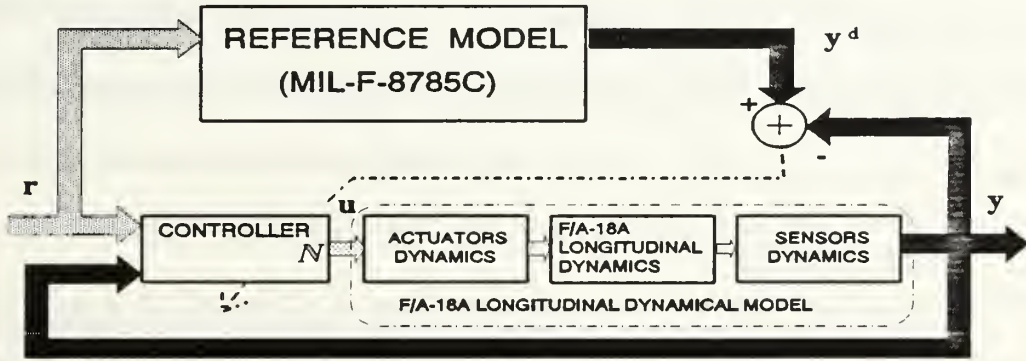 REFERENCE MODEL
(MIL-F-8785C)
y d
+
-
r
u
y
CONTROLLER
N
ACTUATORS
DYNAMICS
F/A-18A
LONGITUDINAL
DYNAMICS
SENSORS
DYNAMICS
F/A-18A LONGITUDINAL DYNAMICAL MODEL